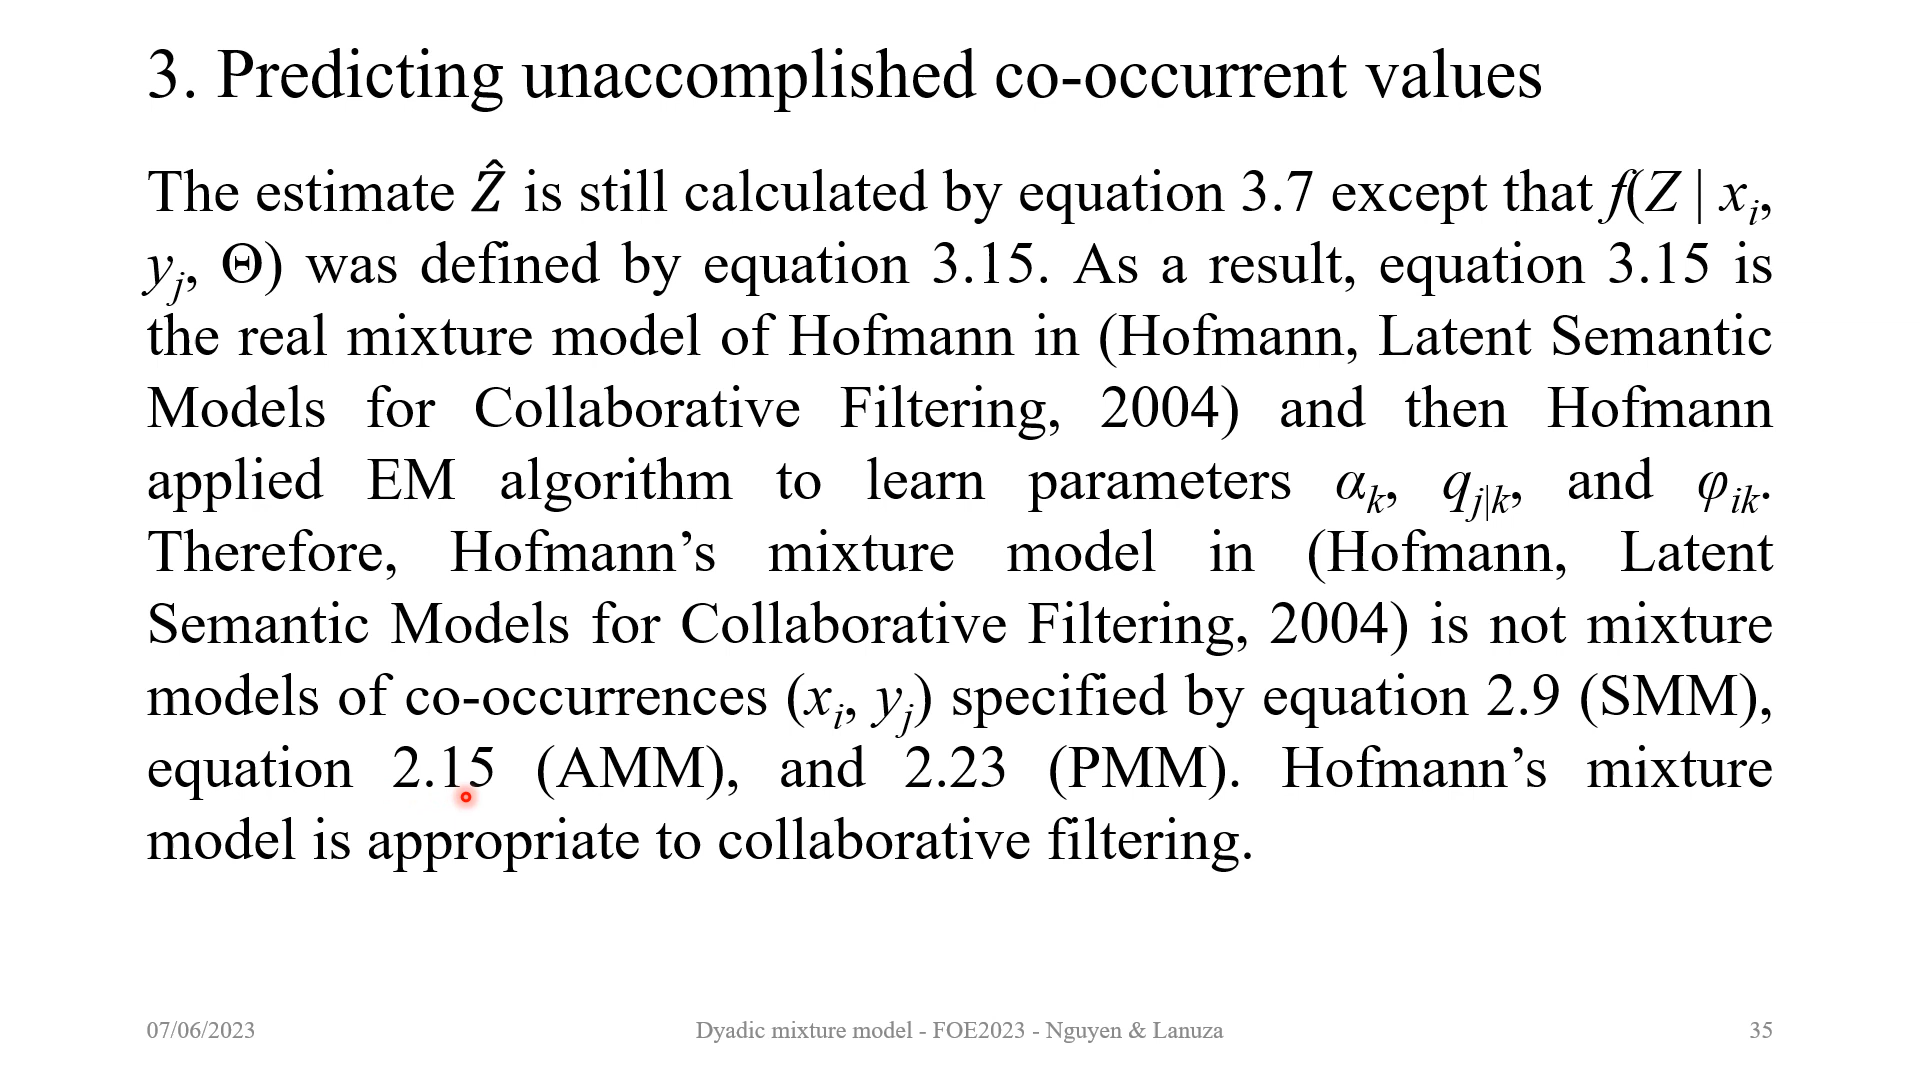 3. Predicting unaccomplished co-occurrent values
The estimate Ẑ is still calculated by equation 3.7 except that f(Z | xᵢ,
yⱼ, Θ) was defined by equation 3.15. As a result, equation 3.15 is
the real mixture model of Hofmann in (Hofmann, Latent Semantic
Models for Collaborative Filtering, 2004) and then Hofmann
applied EM algorithm to learn parameters αₖ, qⱼ|ₖ, and φᵢₖ.
Therefore, Hofmann’s mixture model in (Hofmann, Latent
Semantic Models for Collaborative Filtering, 2004) is not mixture
models of co-occurrences (xᵢ, yⱼ) specified by equation 2.9 (SMM),
equation 2.15 (AMM), and 2.23 (PMM). Hofmann’s mixture
model is appropriate to collaborative filtering.
07/06/2023
Dyadic mixture model - FOE2023 - Nguyen & Lanuza
35